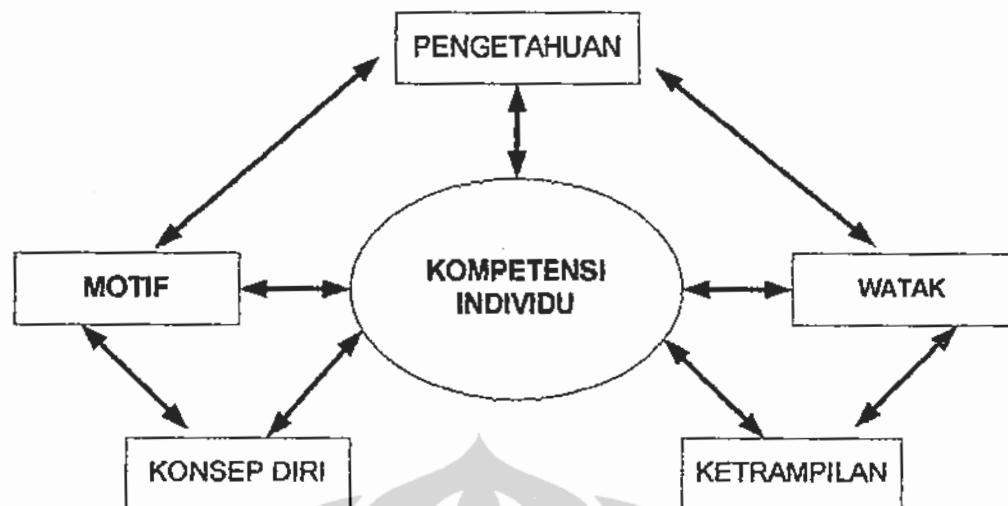 PENGETAHUAN
MOTIF
KOMPETENSI
INDIVIDU
WATAK
KONSEP DIRI
KETRAMPILAN